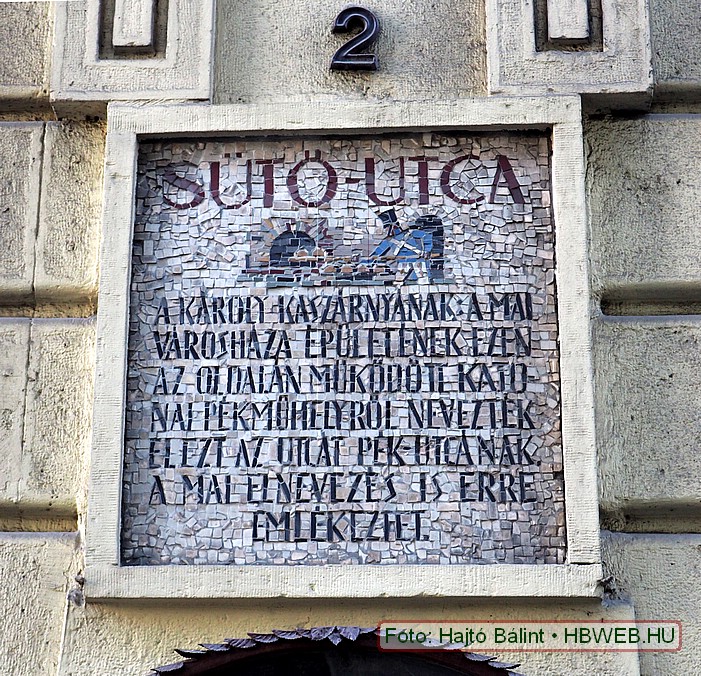 2
SÜTŐ-UTCA
A KÁROLY-KASZÁRNYÁNAK: A MAI
VÁROSHÁZA ÉPÜLETÉNEK EZEN
AZ OLDALÁN MŰKÖDÖTT KATO-
NAI PÉKMŰHELYRŐL NEVEZTÉK
EL EZT AZ UTCÁT PÉK-UTCÁNAK.
A MAI ELNEVEZÉS IS ERRE
EMLÉKEZTET.
Fotó: Hajtó Bálint • HBWEB.HU